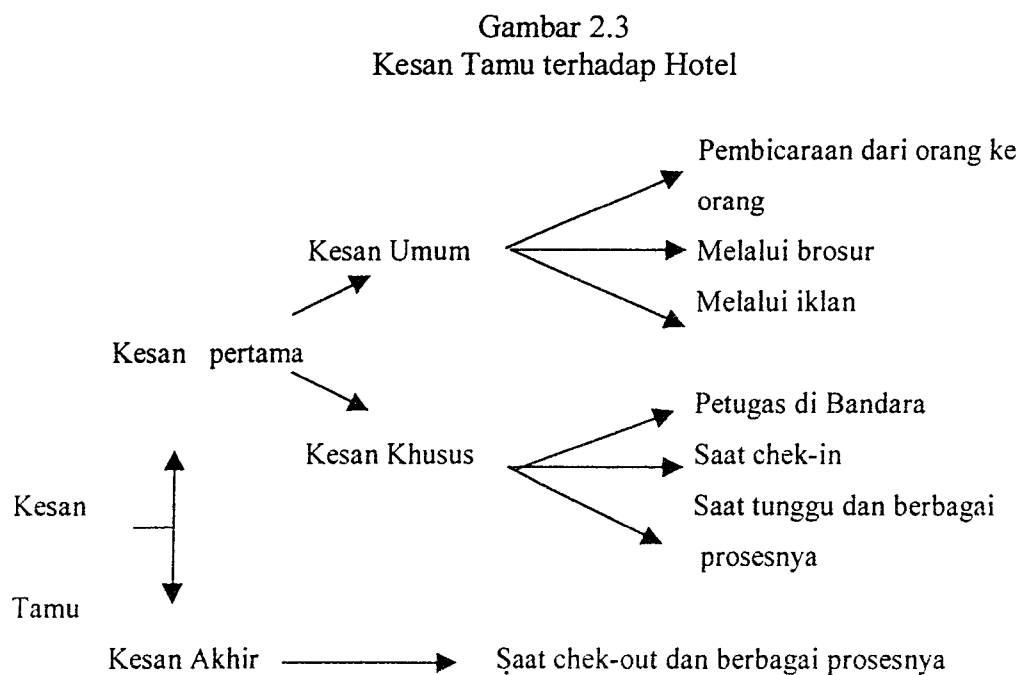 Gambar 2.3
Kesan Tamu terhadap Hotel
Pembicaraan dari orang ke
orang
Kesan Umum
Melalui brosur
Melalui iklan
Kesan pertama
Petugas di Bandara
Kesan Khusus
Saat chek-in
Saat tunggu dan berbagai
prosesnya
Kesan
Tamu
Kesan Akhir
Saat chek-out dan berbagai prosesnya